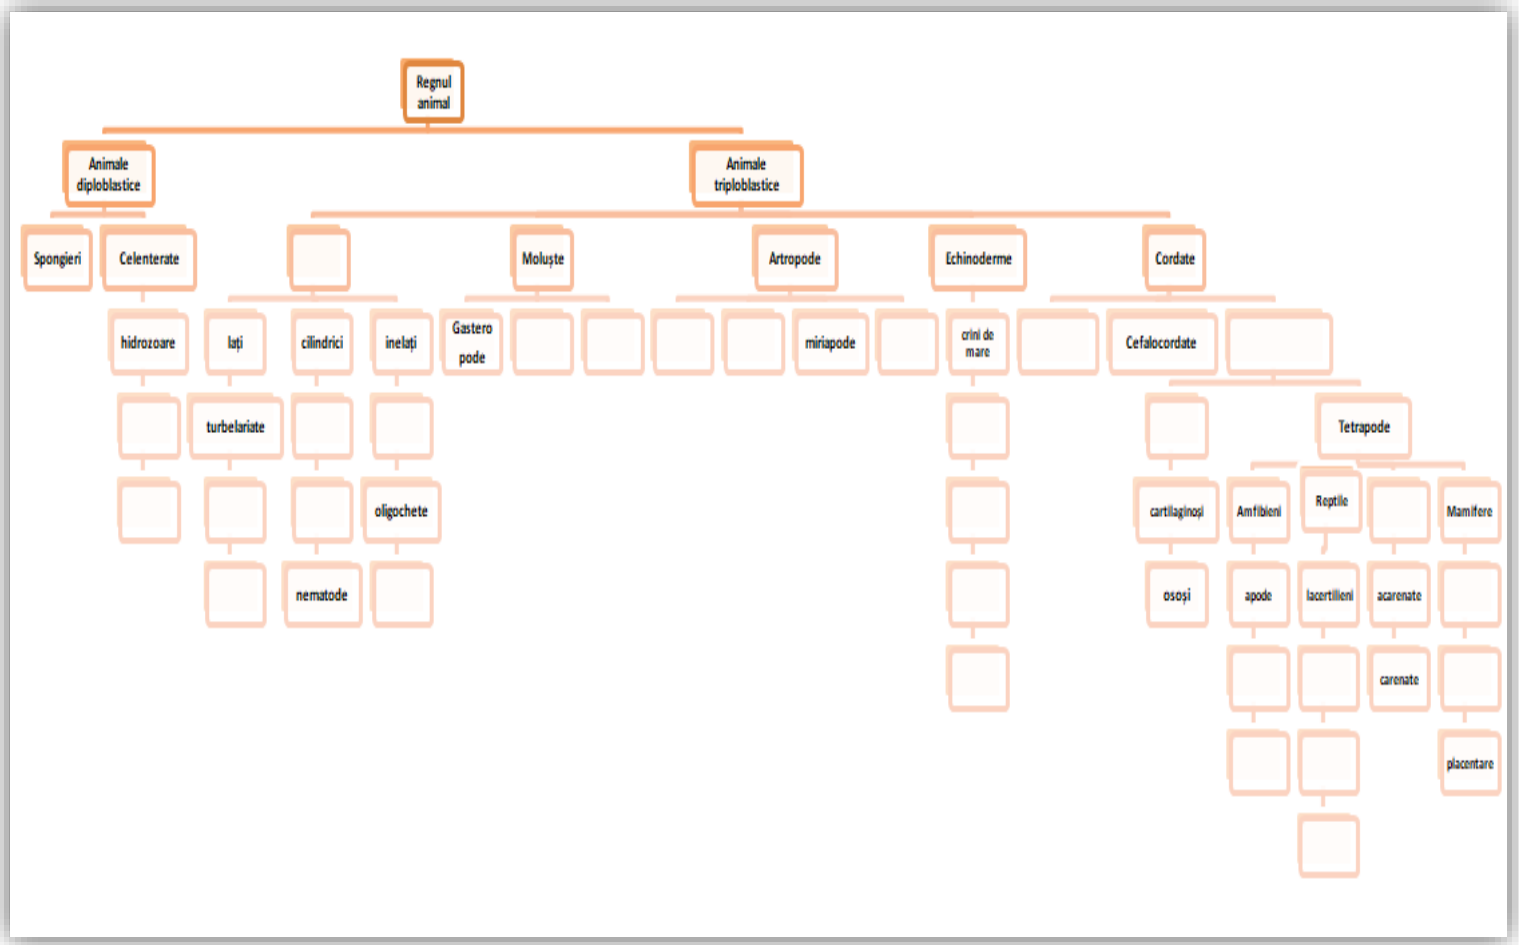 Regnul
animal
Animale
diploblastice
Animale
triploblastice
Spongieri
Celenterate
Moluște
Artropode
Echinoderme
Cordate
hidrozoare
lați
cilindrici
inelați
Gastero
pode
miriapode
crini de
mare
Cefalocordate
turbelariate
Tetrapode
oligochete
cartilaginoși
Amfibieni
Reptile
Mamifere
nematode
ososi
apode
lacertilieni
acarenate
carenate
placentare